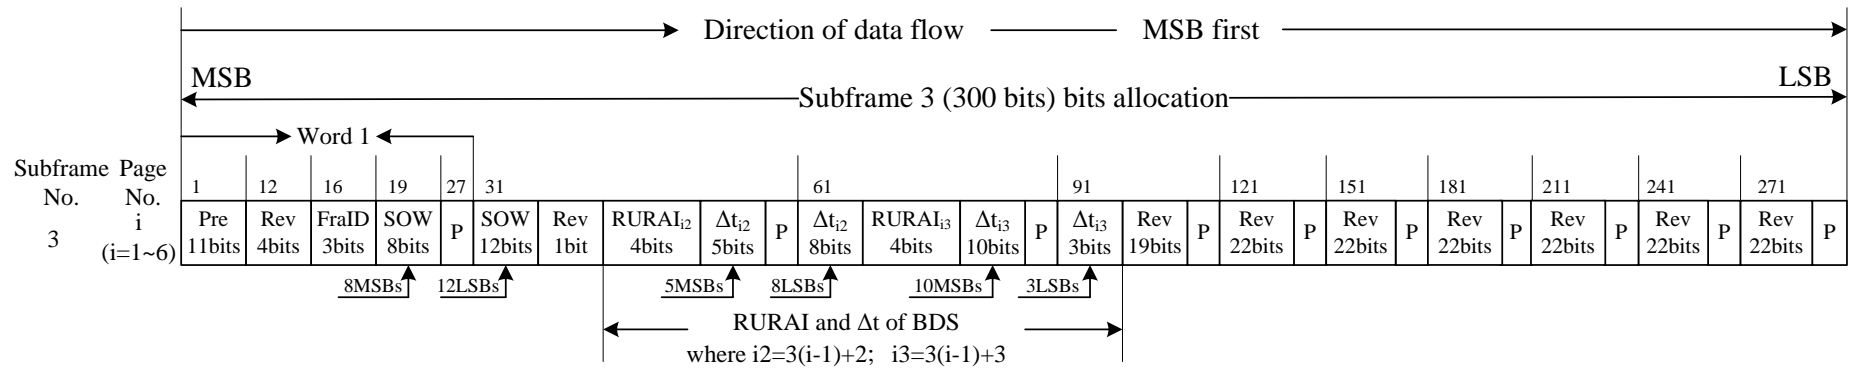 Direction of data flow MSB first
MSB LSB
Subframe 3 (300 bits) bits allocation
Word 1
Subframe Page
No. No.
3 i
(i=1~6)
1 12 16 19 27 31 61 91 121 151 181 211 241 271
Pre Rev FraID SOW P SOW Rev RURAIi2 Δti2 P Δti2 RURAIi3 Δti3 P Δti3 Rev P Rev P Rev P Rev P Rev P Rev P Rev P
11bits 4bits 3bits 8bits 12bits 1bit 4bits 5bits 8bits 4bits 10bits 3bits 19bits 22bits 22bits 22bits 22bits 22bits 22bits
8MSBs 12LSBs 5MSBs 8LSBs 10MSBs 3LSBs
RURAI and Δt of BDS
where i2=3(i-1)+2; i3=3(i-1)+3